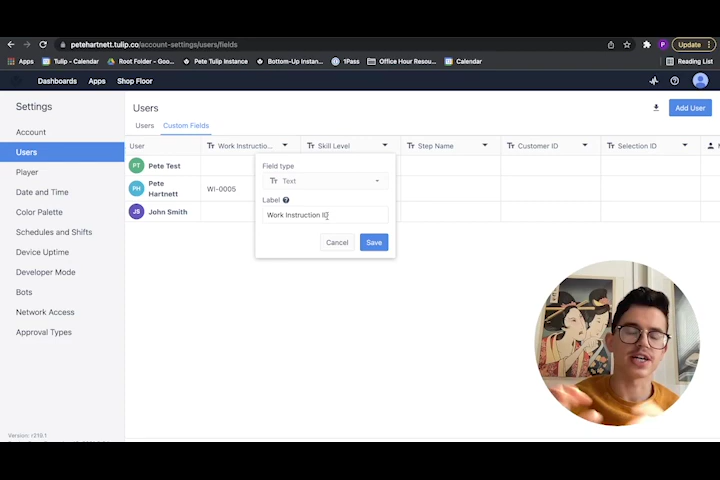 petehartnett.tulip.co/account-settings/users/fields
Update
Apps
Tulip - Calendar
Root Folder - Goo...
Pete Tulip Instance
Bottom-Up Instan...
1Pass
Office Hour Resou...
Calendar
Reading List
Dashboards
Apps
Shop Floor
Settings
Users
Add User
Account
Users
Custom Fields
User
Work Instructio...
Skill Level
Step Name
Customer ID
Selection ID
Users
Player
Date and Time
Color Palette
Schedules and Shifts
Device Uptime
Developer Mode
Bots
Network Access
Approval Types
PT
Pete Test
PH
Pete
Hartnett
WI-0005
JS
John Smith
Field type
Tr Text
Label
Work Instruction ID
Cancel
Save
Version: r210.1